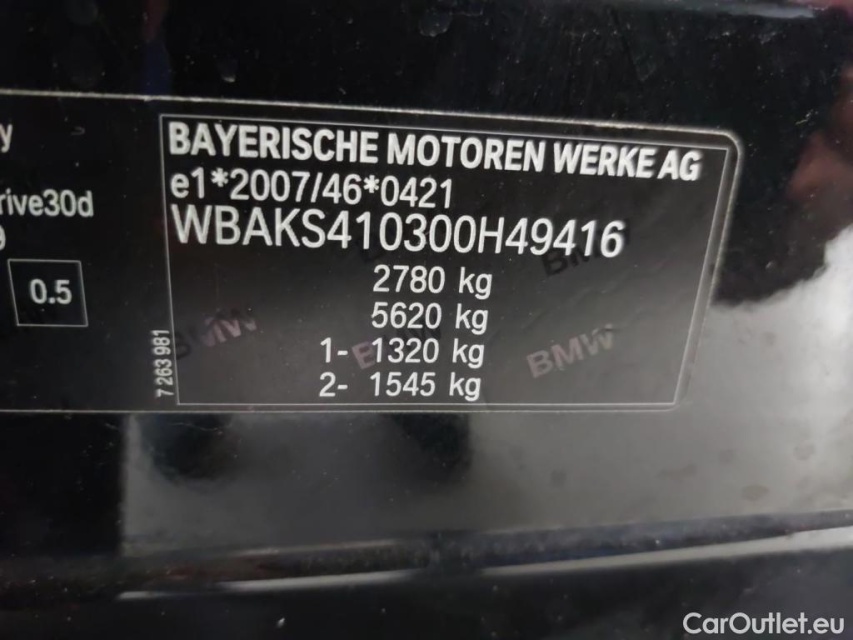 y
rive30d
0.5
BAYERISCHE MOTOREN WERKE AG
e1*2007/46*0421
WBAKS410300H49416
2780 kg
5620 kg
1- 1320 kg
2- 1545 kg
7 263 981
BMW
BMW
BMW
CarOutlet.eu